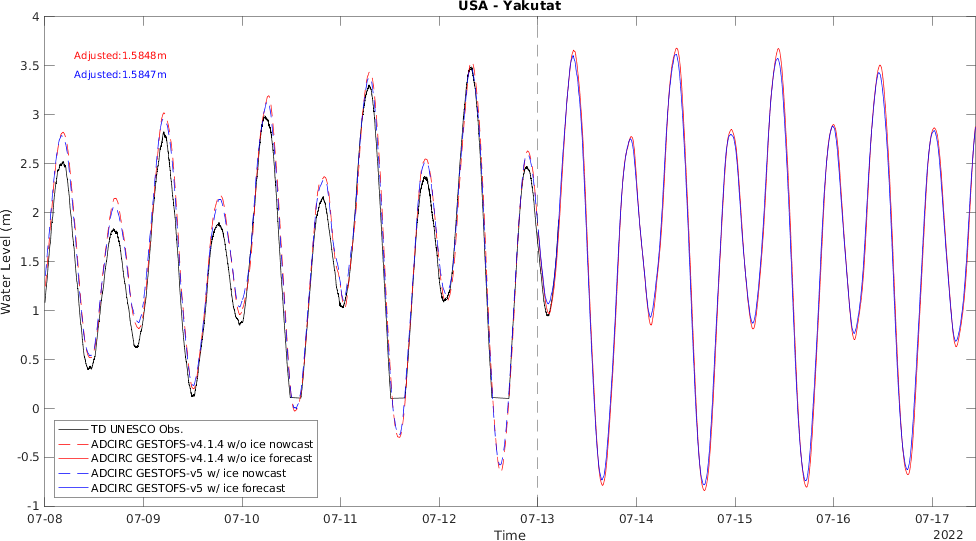 USA - Yakutat
Adjusted:1.5848m
Adjusted:1.5847m
Water Level (m)
4
3.5
3
2.5
2
1.5
1
0.5
0
-0.5
-1
TD UNESCO Obs.
ADCIRC GESTOFS-v4.1.4 w/o ice nowcast
ADCIRC GESTOFS-v4.1.4 w/o ice forecast
ADCIRC GESTOFS-v5 w/ ice nowcast
ADCIRC GESTOFS-v5 w/ ice forecast
07-08 07-09 07-10 07-11 07-12 07-13 07-14 07-15 07-16 07-17
Time
2022